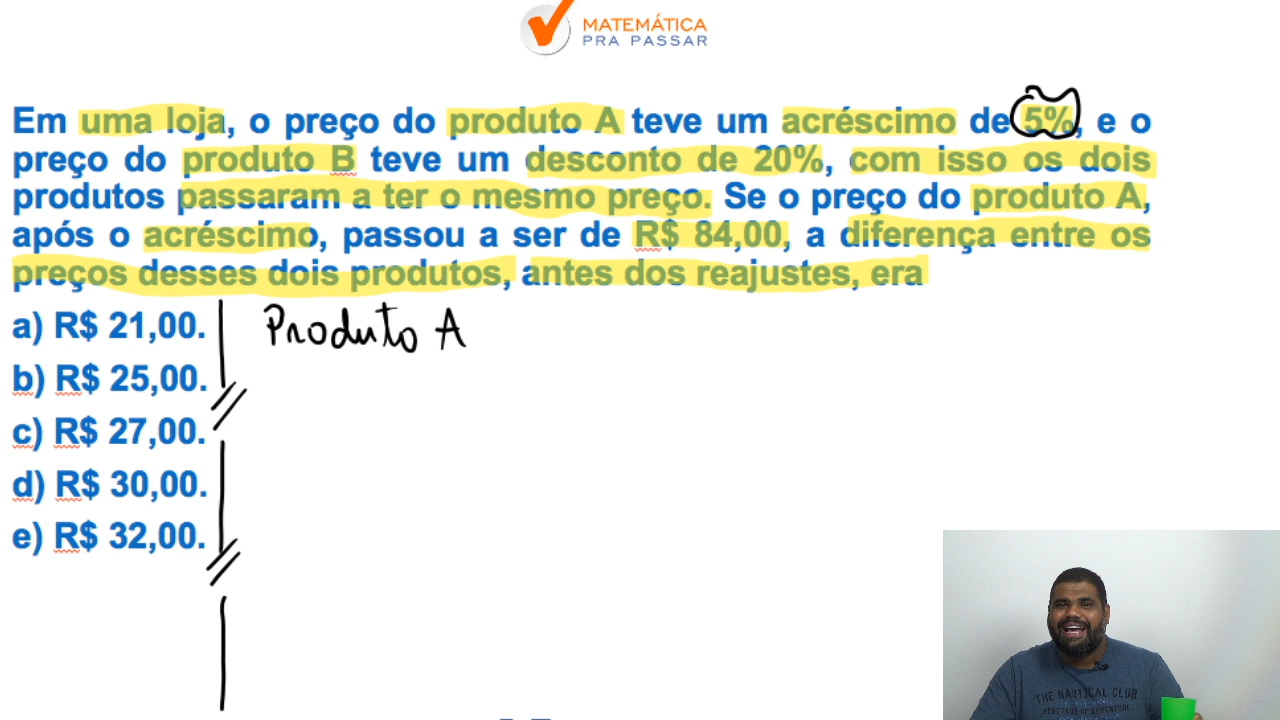 MATEMÁTICA
PRA PASSAR
Em uma loja, o preço do produto A teve um acréscimo de 5%, e o
preço do produto B teve um desconto de 20%, com isso os dois
produtos passaram a ter o mesmo preço. Se o preço do produto A,
após o acréscimo, passou a ser de R$ 84,00, a diferença entre os
preços desses dois produtos, antes dos reajustes, era
a) R$ 21,00.
Produto A
b) R$ 25,00.
c) R$ 27,00.
d) R$ 30,00.
e) R$ 32,00.
THE NAUTICAL CLUB
HERITAGE OF ADVENTURE